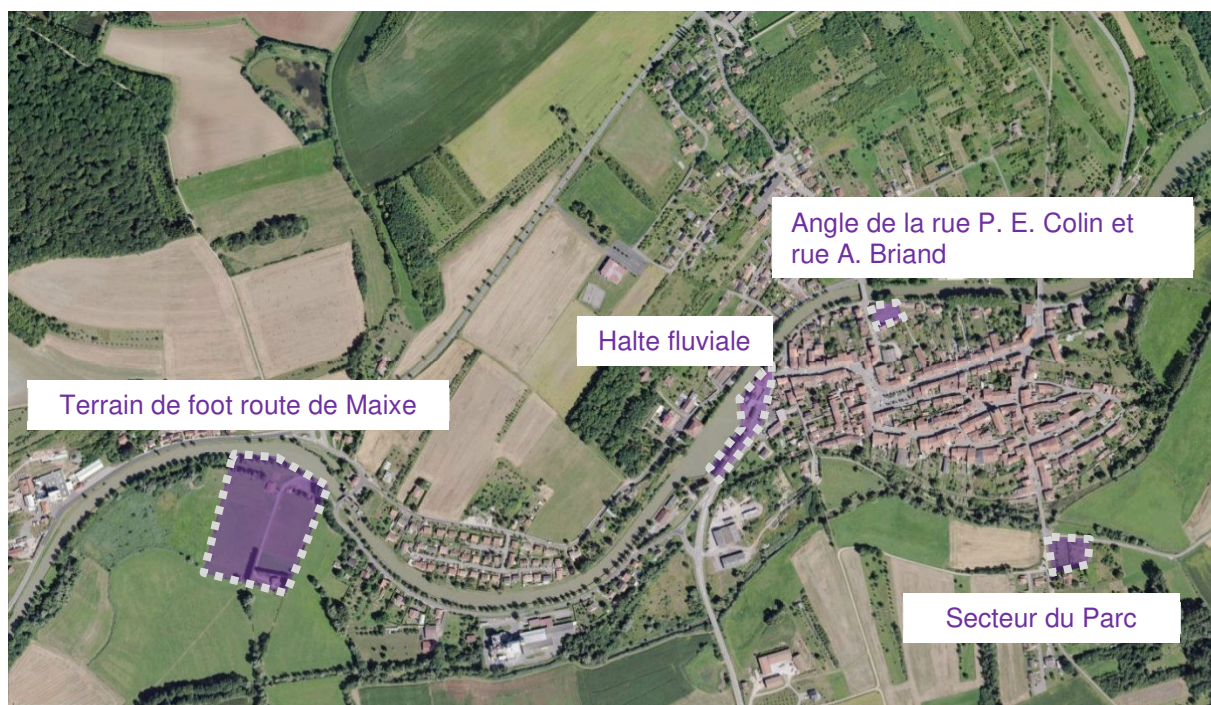 Angle de la rue P. E. Colin et
rue A. Briand
Halte fluviale
Terrain de foot route de Maixe
Secteur du Parc